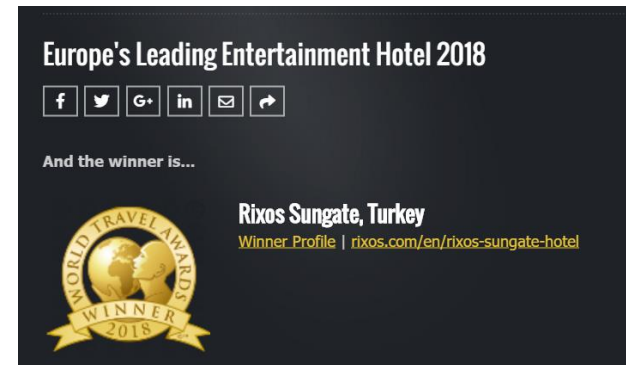 Europe's Leading Entertainment Hotel 2018
f G+ in
And the winner is...
Rixos Sungate, Turkey
Winner Profile | rixos.com/en/rixos-sungate-hotel
WORLD TRAVEL AWARDS
WINNER
2018